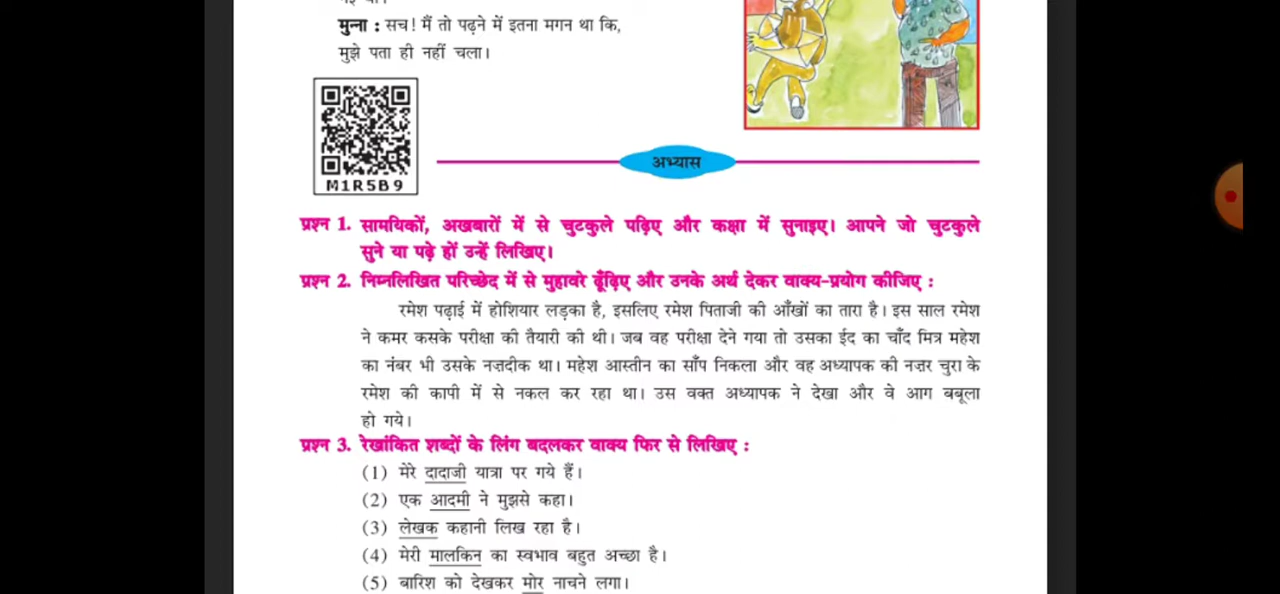 मुन्ना : सच! मैं तो पढ़ने में इतना मगन था कि,
मुझे पता ही नहीं चला।
M1R5B9
अभ्यास
प्रश्न 1. सामयिकों, अखबारों में से चुटकुले पढ़िए और कक्षा में सुनाइए। आपने जो चुटकुले
सुने या पढ़े हों उन्हें लिखिए।
प्रश्न 2. निम्नलिखित परिच्छेद में से मुहावरे ढूँढ़िए और उनके अर्थ देकर वाक्य-प्रयोग कीजिए :
रमेश पढ़ाई में होशियार लड़का है, इसलिए रमेश पिताजी की आँखों का तारा है। इस साल रमेश
ने कमर कसके परीक्षा की तैयारी की थी। जब वह परीक्षा देने गया तो उसका ईद का चाँद मित्र महेश
का नंबर भी उसके नज़दीक था। महेश आस्तीन का साँप निकला और वह अध्यापक की नज़र चुरा के
रमेश की कापी में से नकल कर रहा था। उस वक्त अध्यापक ने देखा और वे आग बबूला
हो गये।
प्रश्न 3. रेखांकित शब्दों के लिंग बदलकर वाक्य फिर से लिखिए :
(1) मेरे दादाजी यात्रा पर गये हैं।
(2) एक आदमी ने मुझसे कहा।
(3) लेखक कहानी लिख रहा है।
(4) मेरी मालकिन का स्वभाव बहुत अच्छा है।
(5) बारिश को देखकर मोर नाचने लगा।